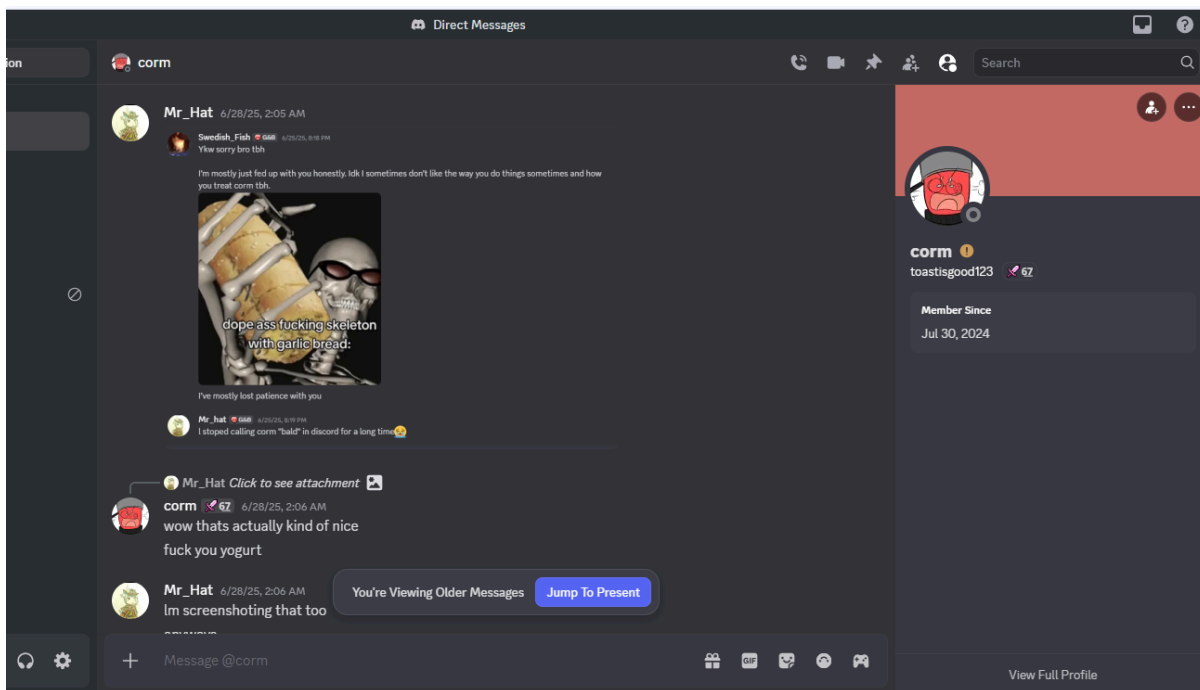 Direct Messages
ion
corm
Search
Mr_Hat 6/28/25, 2:05 AM
Swedish_Fish G&B 6/25/25, 8:18 PM
Ykw sorry bro tbh
I'm mostly just fed up with you honestly. Idk I sometimes don't like the way you do things sometimes and how
you treat corm tbh.
dope ass fucking skeleton
with garlic bread:
I've mostly lost patience with you
Mr_hat G&B 6/25/25, 8:19 PM
I stoped calling corm "bald" in discord for a long time
Mr_Hat Click to see attachment
corm 67 6/28/25, 2:06 AM
wow thats actually kind of nice
fuck you yogurt
Mr_Hat 6/28/25, 2:06 AM
Im screenshoting that too
anyways
You're Viewing Older Messages
Jump To Present
Message @corm
GIF
corm
toastisgood123 67
Member Since
Jul 30, 2024
View Full Profile